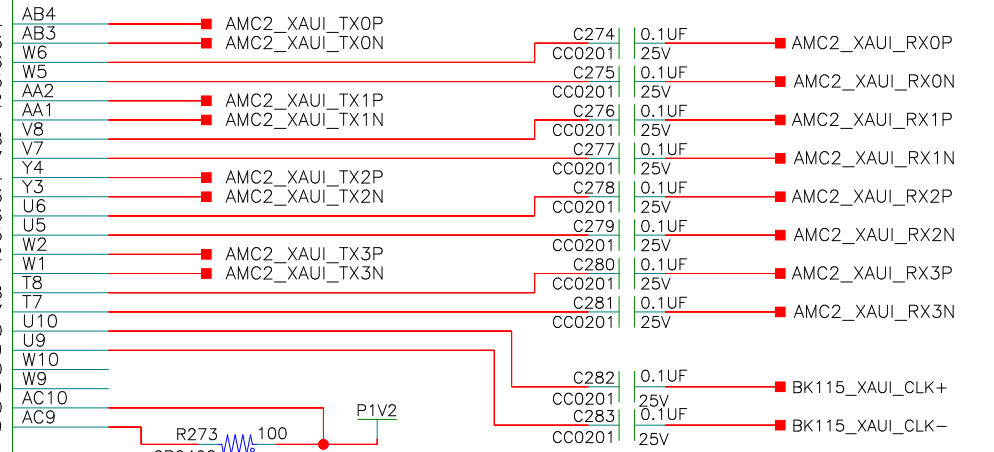 AB4
AMC2_XAUI_TX0P
AB3
AMC2_XAUI_TX0N
C274 0.1UF
AMC2_XAUI_RX0P
W6
CC0201 25V
W5
C275 0.1UF
AMC2_XAUI_RX0N
AA2
AMC2_XAUI_TX1P
CC0201 25V
AA1
AMC2_XAUI_TX1N
C276 0.1UF
AMC2_XAUI_RX1P
V8
CC0201 25V
V7
C277 0.1UF
AMC2_XAUI_RX1N
Y4
AMC2_XAUI_TX2P
CC0201 25V
Y3
AMC2_XAUI_TX2N
C278 0.1UF
AMC2_XAUI_RX2P
U6
CC0201 25V
U5
C279 0.1UF
AMC2_XAUI_RX2N
W2
AMC2_XAUI_TX3P
CC0201 25V
W1
AMC2_XAUI_TX3N
C280 0.1UF
AMC2_XAUI_RX3P
T8
CC0201 25V
T7
C281 0.1UF
AMC2_XAUI_RX3N
U10
CC0201 25V
U9
W10
W9
C282 0.1UF
BK115_XAUI_CLK+
AC10
CC0201 25V
AC9
P1V2
C283 0.1UF
BK115_XAUI_CLK-
R273 100
CC0201 25V